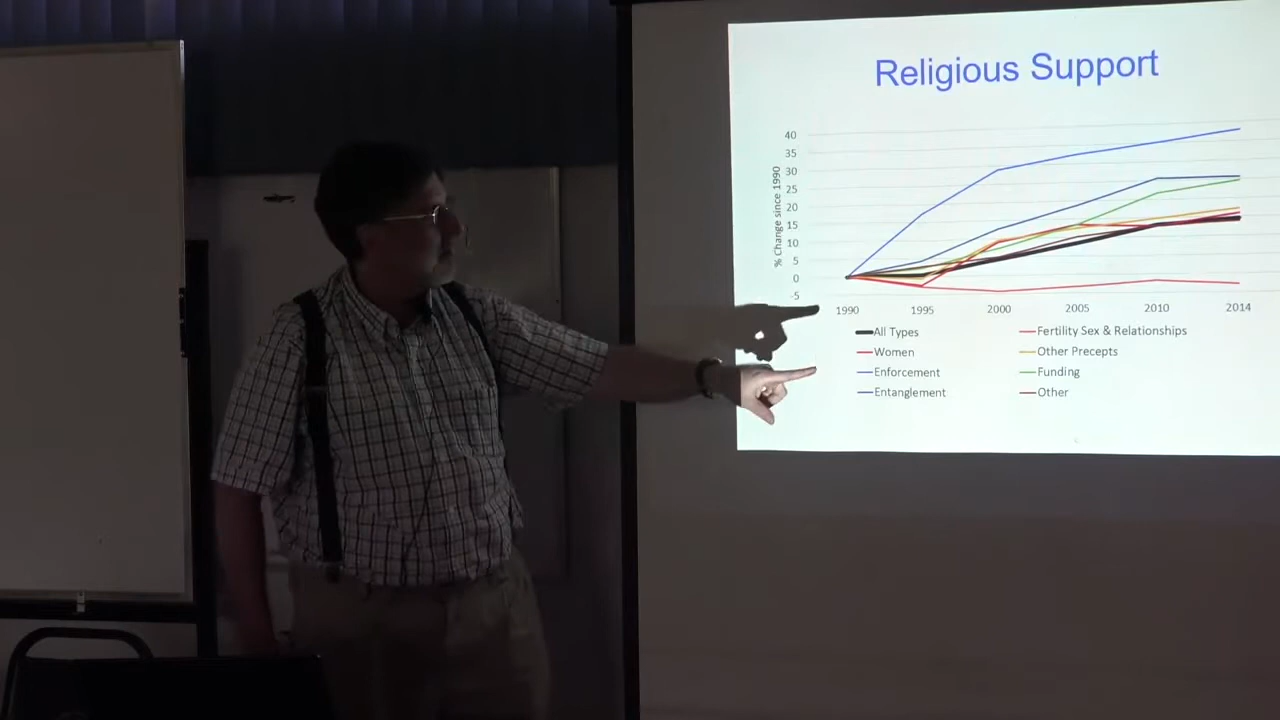 Religious Support
40
35
30
25
20
15
10
5
0
-5
% Change since 1990
1990 1995 2000 2005 2010 2014
All Types Fertility Sex & Relationships
Women Other Precepts
Enforcement Funding
Entanglement Other